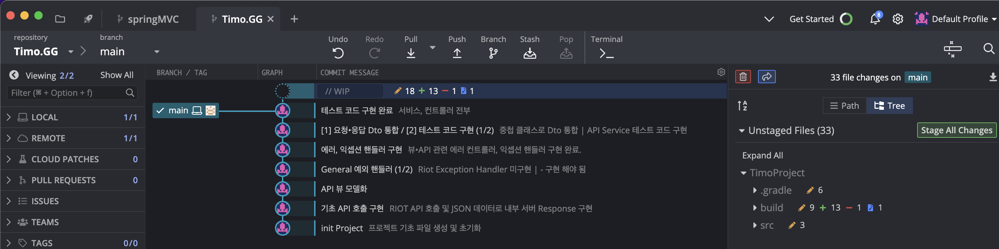 springMVC
Timo.GG
Get Started
8
Default Profile
repository
Timo.GG
branch
main
Undo
Redo
Pull
Push
Branch
Stash
Pop
Terminal
Viewing 2/2
Show All
Filter (⌘ + Option + f)
LOCAL 1/1
REMOTE 1/1
CLOUD PATCHES 0
PULL REQUESTS 0
ISSUES
TEAMS
TAGS 0/0
BRANCH / TAG
GRAPH
COMMIT MESSAGE
// WIP 18 + 13 − 1 1
main
테스트 코드 구현 완료 서비스, 컨트롤러 전부
[1] 요청•응답 Dto 통합 / [2] 테스트 코드 구현 (1/2) 중첩 클래스로 Dto 통합 | API Service 테스트 코드 구현
에러, 익셉션 핸들러 구현 뷰•API 관련 에러 컨트롤러, 익셉션 핸들러 구현 완료.
General 예외 핸들러 (1/2) Riot Exception Handler 미구현 | - 구현 해야 됨
API 뷰 모델화
기초 API 호출 구현 RIOT API 호출 및 JSON 데이터로 내부 서버 Response 구현
init Project 프로젝트 기초 파일 생성 및 초기화
33 file changes on main
A
Z
Path
Tree
Unstaged Files (33)
Stage All Changes
Expand All
TimoProject
.gradle 6
build 9 + 13 − 1 1
src 3